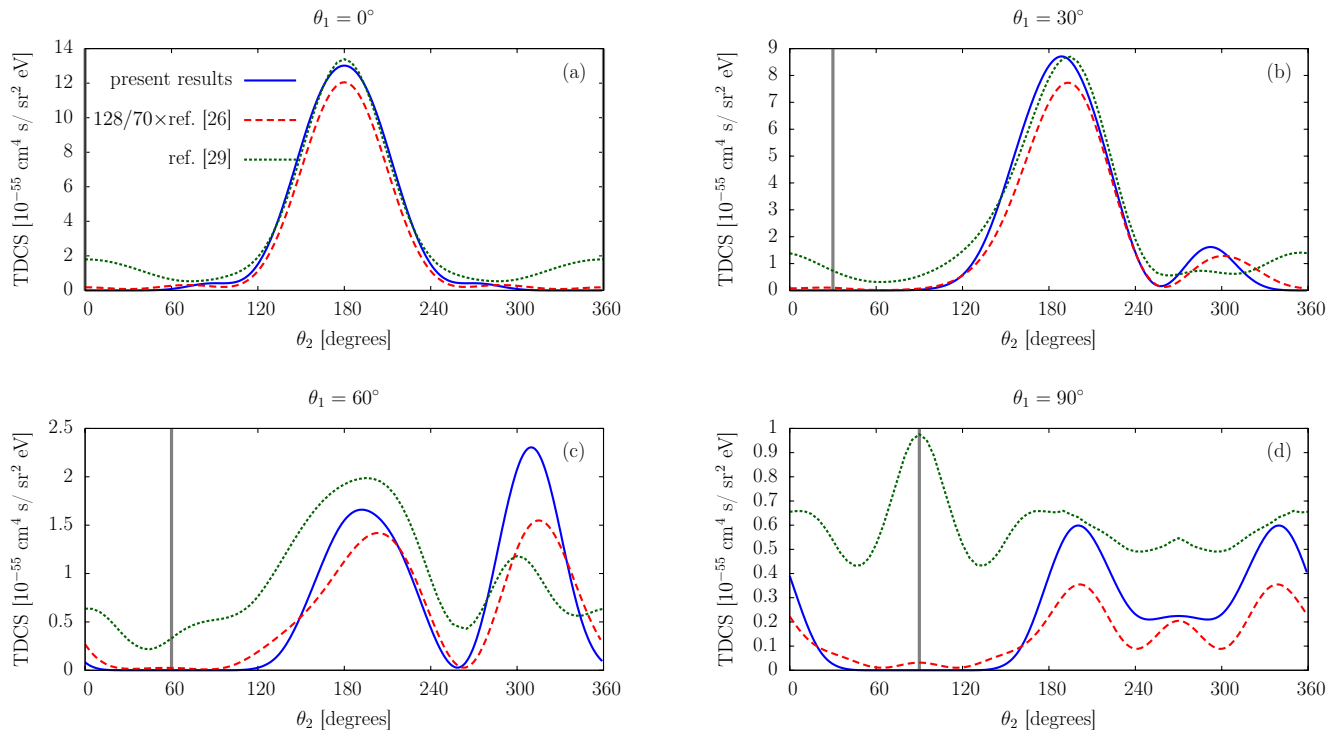 θ₁ = 0°
TDCS [10⁻⁵⁵ cm⁴ s/ sr² eV]
14
12
10
8
6
4
2
0
(a)
present results
128/70×ref. [26]
ref. [29]
0 60 120 180 240 300 360
θ₂ [degrees]
θ₁ = 30°
TDCS [10⁻⁵⁵ cm⁴ s/ sr² eV]
9
8
7
6
5
4
3
2
1
0
(b)
0 60 120 180 240 300 360
θ₂ [degrees]
θ₁ = 60°
TDCS [10⁻⁵⁵ cm⁴ s/ sr² eV]
2.5
2
1.5
1
0.5
0
(c)
0 60 120 180 240 300 360
θ₂ [degrees]
θ₁ = 90°
TDCS [10⁻⁵⁵ cm⁴ s/ sr² eV]
1
0.9
0.8
0.7
0.6
0.5
0.4
0.3
0.2
0.1
0
(d)
0 60 120 180 240 300 360
θ₂ [degrees]